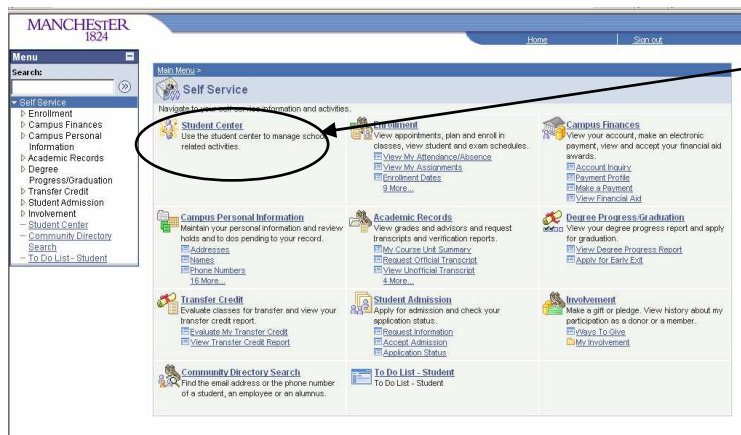 MANCHESTER
1824
Home
Sign out
Menu
Search:
Self Service
Enrollment
Campus Finances
Campus Personal
Information
Academic Records
Degree
Progress/Graduation
Transfer Credit
Student Admission
Involvement
Student Center
Community Directory
Search
To Do List - Student
Main Menu >
Self Service
Navigate to your self service information and activities.
Student Center
Use the student center to manage school
related activities.
Enrollment
View appointments, plan and enroll in
classes, view student and exam schedules.
View My Attendance/Absence
View My Assignments
Enrollment Dates
9 More...
Campus Finances
View your account, make an electronic
payment, view and accept your financial aid
awards.
Account Inquiry
Payment Profile
Make a Payment
View Financial Aid
Campus Personal Information
Maintain your personal information and review
holds and to dos pending to your record.
Addresses
Names
Phone Numbers
16 More...
Academic Records
View grades and advisors and request
transcripts and verification reports.
My Course Unit Summary
Request Official Transcript
View Unofficial Transcript
4 More...
Degree Progress/Graduation
View your degree progress report and apply
for graduation.
View Degree Progress Report
Apply for Early Exit
Transfer Credit
Evaluate classes for transfer and view your
transfer credit report.
Evaluate My Transfer Credit
View Transfer Credit Report
Student Admission
Apply for admission and check your
application status.
Request Information
Accept Admission
Application Status
Involvement
Make a gift or pledge. View history about my
participation as a donor or a member.
Ways To Give
My Involvement
Community Directory Search
Find the email address or the phone number
of a student, an employee or an alumnus.
To Do List - Student
To Do List - Student